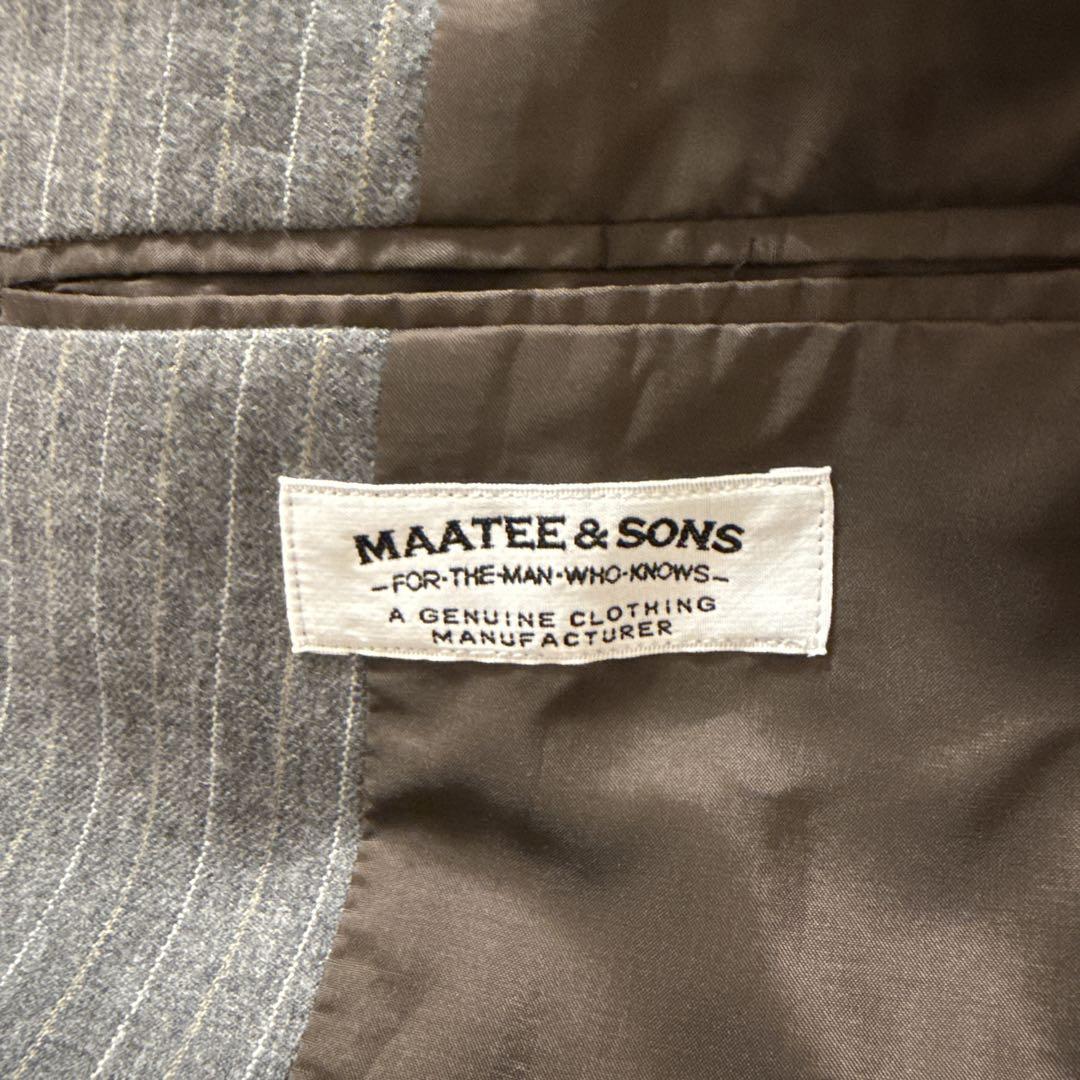 MAATEE & SONS
-FOR·THE·MAN·WHO·KNOWS-
A GENUINE CLOTHING
MANUFACTURER